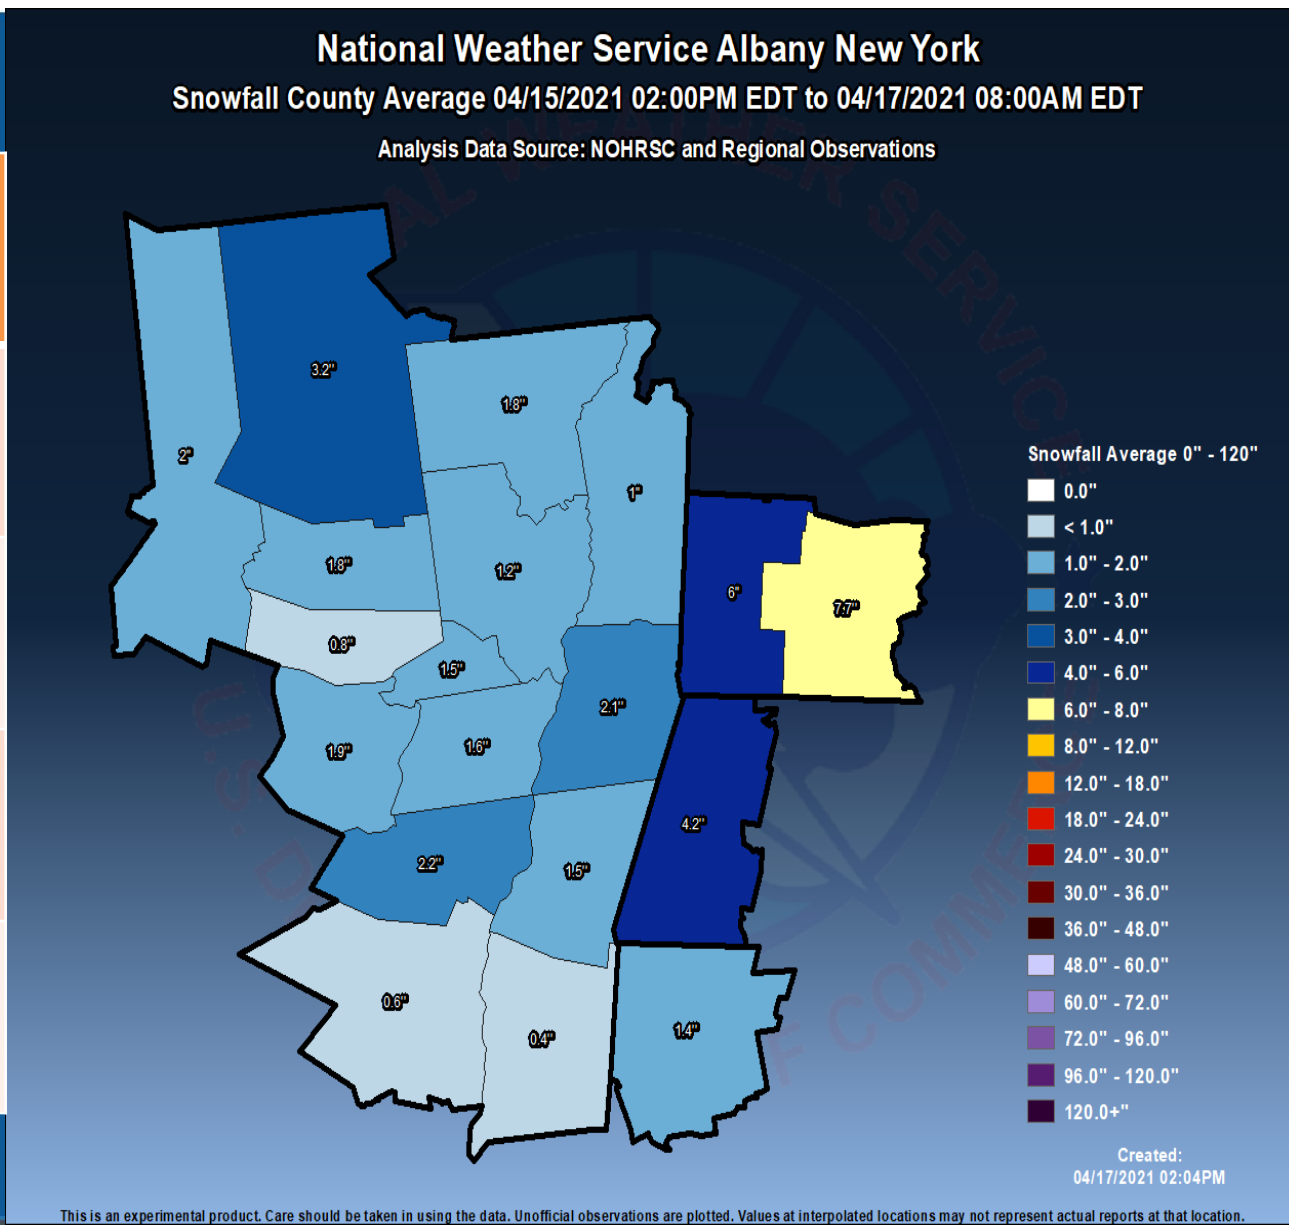 National Weather Service Albany New York
Snowfall County Average 04/15/2021 02:00PM EDT to 04/17/2021 08:00AM EDT
Analysis Data Source: NOHRSC and Regional Observations
3.2"
1.8"
2"
1"
1.8"
1.2"
6"
7.7"
0.8"
1.5"
2.1"
1.9"
1.6"
4.2"
2.2"
1.5"
0.6"
0.4"
1.4"
Snowfall Average 0" - 120"
0.0"
< 1.0"
1.0" - 2.0"
2.0" - 3.0"
3.0" - 4.0"
4.0" - 6.0"
6.0" - 8.0"
8.0" - 12.0"
12.0" - 18.0"
18.0" - 24.0"
24.0" - 30.0"
30.0" - 36.0"
36.0" - 48.0"
48.0" - 60.0"
60.0" - 72.0"
72.0" - 96.0"
96.0" - 120.0"
120.0+"
Created:
04/17/2021 02:04PM
This is an experimental product. Care should be taken in using the data. Unofficial observations are plotted. Values at interpolated locations may not represent actual reports at that location.
WEATHER SERVICE